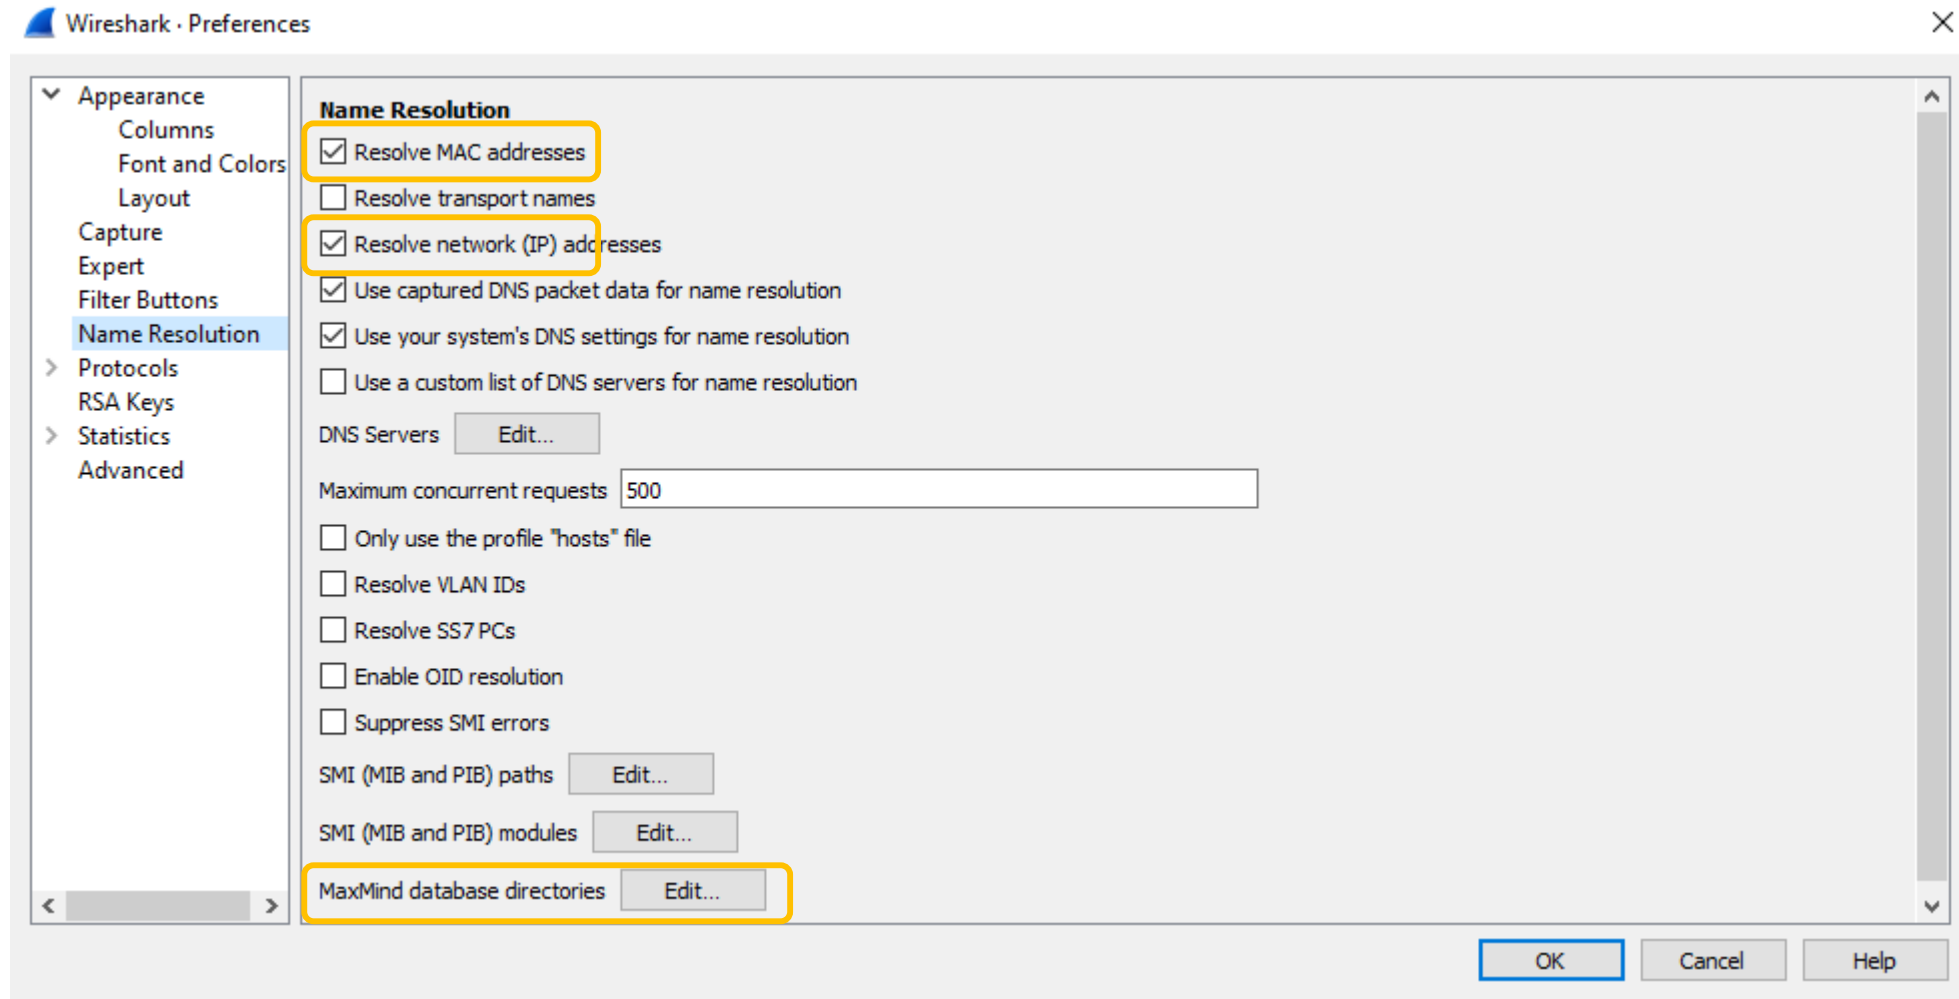 Wireshark · Preferences
Appearance
Columns
Font and Colors
Layout
Capture
Expert
Filter Buttons
Name Resolution
Protocols
RSA Keys
Statistics
Advanced
Name Resolution
Resolve MAC addresses
Resolve transport names
Resolve network (IP) addresses
Use captured DNS packet data for name resolution
Use your system's DNS settings for name resolution
Use a custom list of DNS servers for name resolution
DNS Servers Edit...
Maximum concurrent requests 500
Only use the profile "hosts" file
Resolve VLAN IDs
Resolve SS7 PCs
Enable OID resolution
Suppress SMI errors
SMI (MIB and PIB) paths Edit...
SMI (MIB and PIB) modules Edit...
MaxMind database directories Edit...
OK Cancel Help